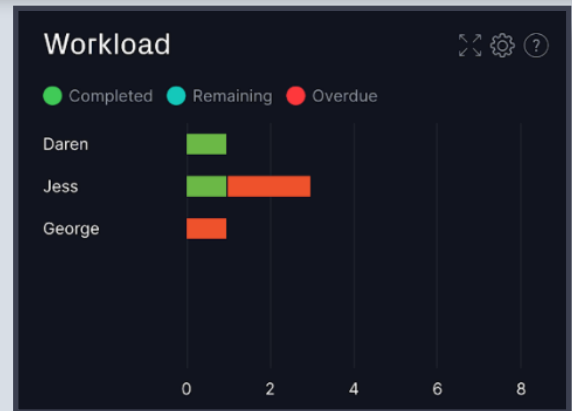 Workload
?
Completed Remaining Overdue
Daren
Jess
George
0 2 4 6 8